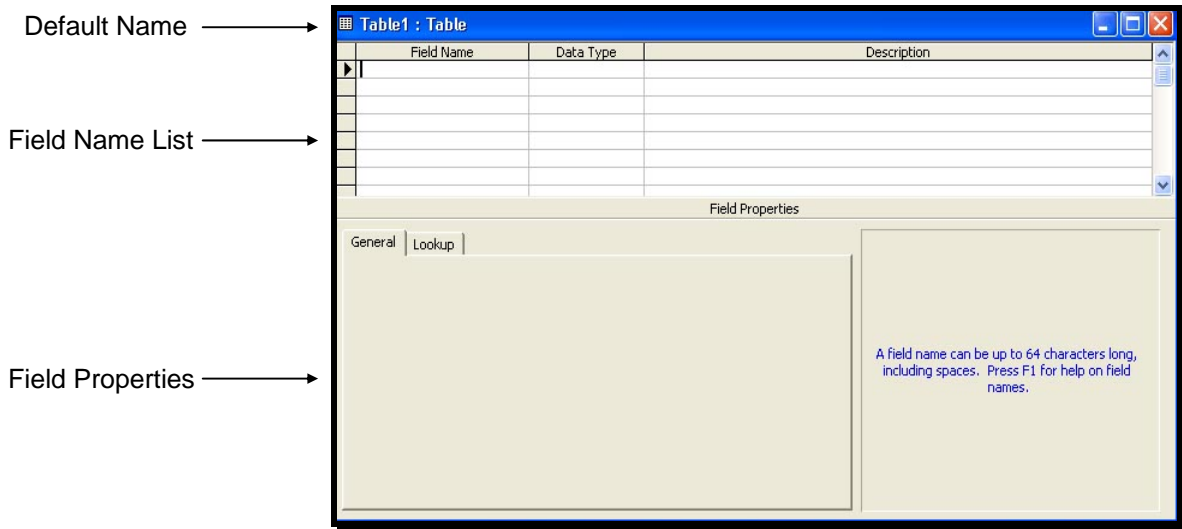 Default Name
Table1 : Table
Field Name Data Type Description
Field Name List
Field Properties
General Lookup
A field name can be up to 64 characters long,
including spaces. Press F1 for help on field
names.
Field Properties